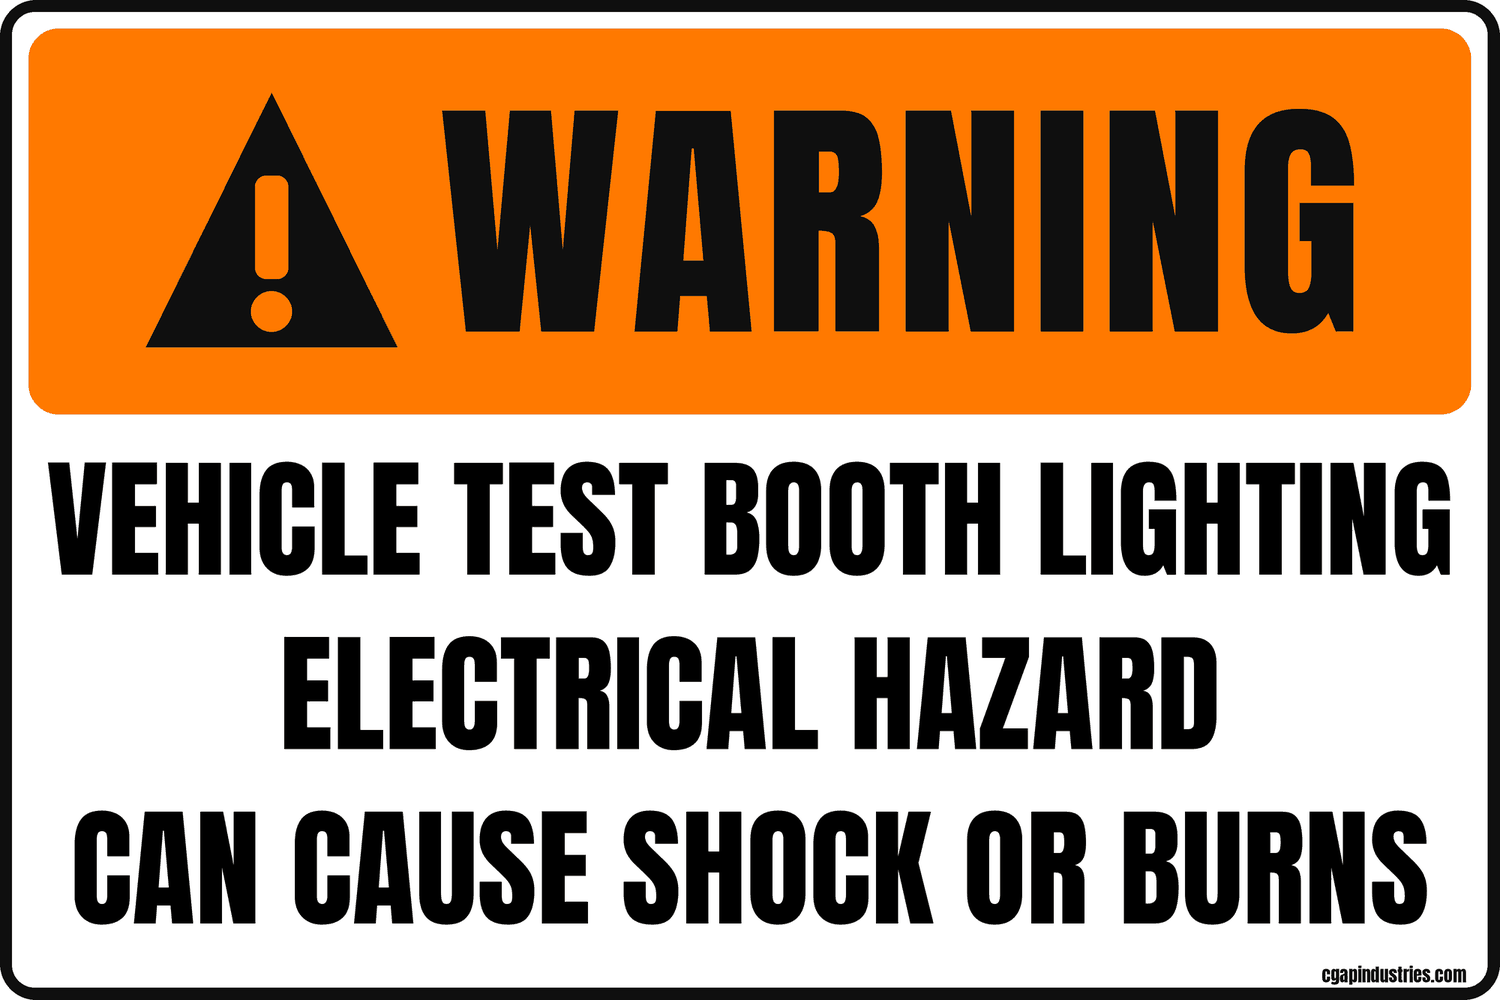 WARNING
VEHICLE TEST BOOTH LIGHTING
ELECTRICAL HAZARD
CAN CAUSE SHOCK OR BURNS
cgapindustries.com